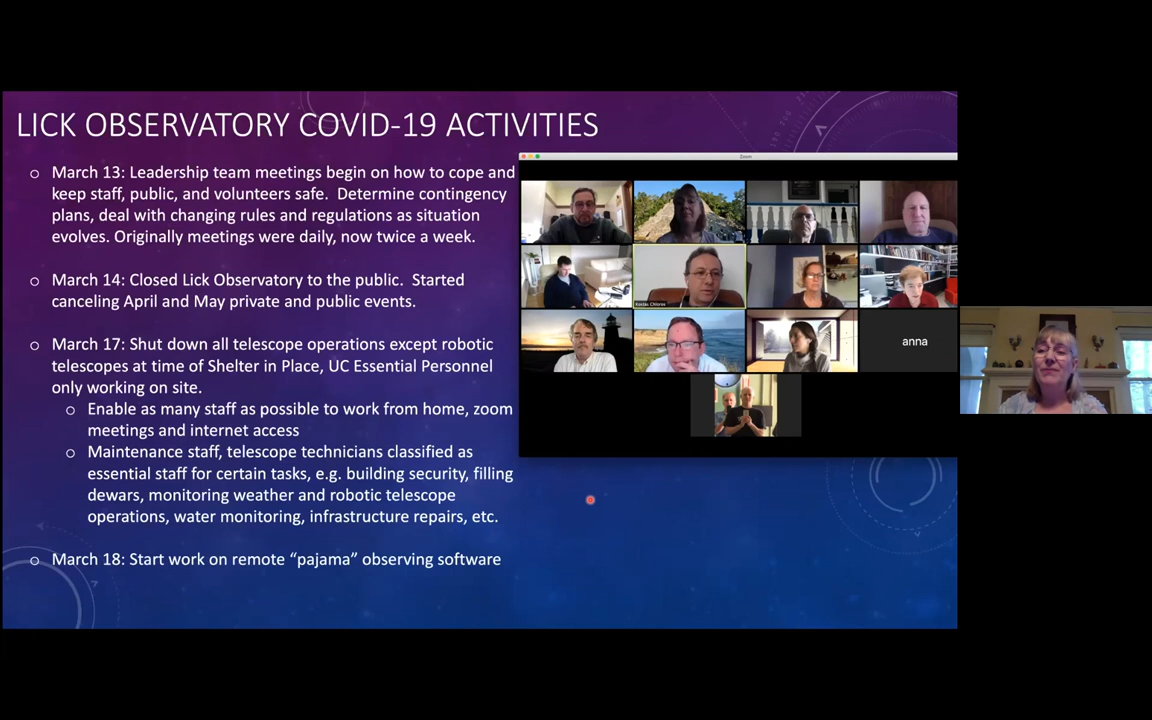 LICK OBSERVATORY COVID-19 ACTIVITIES
March 13: Leadership team meetings begin on how to cope and
keep staff, public, and volunteers safe. Determine contingency
plans, deal with changing rules and regulations as situation
evolves. Originally meetings were daily, now twice a week.
March 14: Closed Lick Observatory to the public. Started
canceling April and May private and public events.
March 17: Shut down all telescope operations except robotic
telescopes at time of Shelter in Place, UC Essential Personnel
only working on site.
Enable as many staff as possible to work from home, zoom
meetings and internet access
Maintenance staff, telescope technicians classified as
essential staff for certain tasks, e.g. building security, filling
dewars, monitoring weather and robotic telescope
operations, water monitoring, infrastructure repairs, etc.
March 18: Start work on remote “pajama” observing software
Zoom
Kostas Chloros
anna